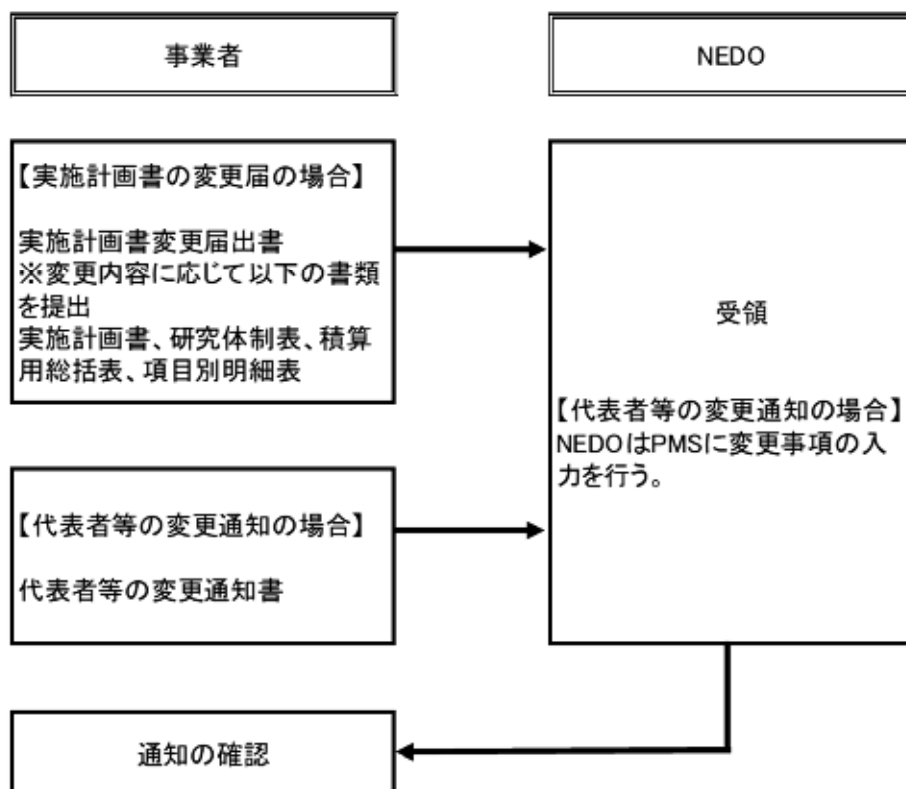 事業者
NEDO
【実施計画書の変更届の場合】
実施計画書変更届出書
※変更内容に応じて以下の書類
を提出
実施計画書、研究体制表、積算
用総括表、項目別明細表
受領
【代表者等の変更通知の場合】
NEDOはPMSに変更事項の入
力を行う。
【代表者等の変更通知の場合】
代表者等の変更通知書
通知の確認